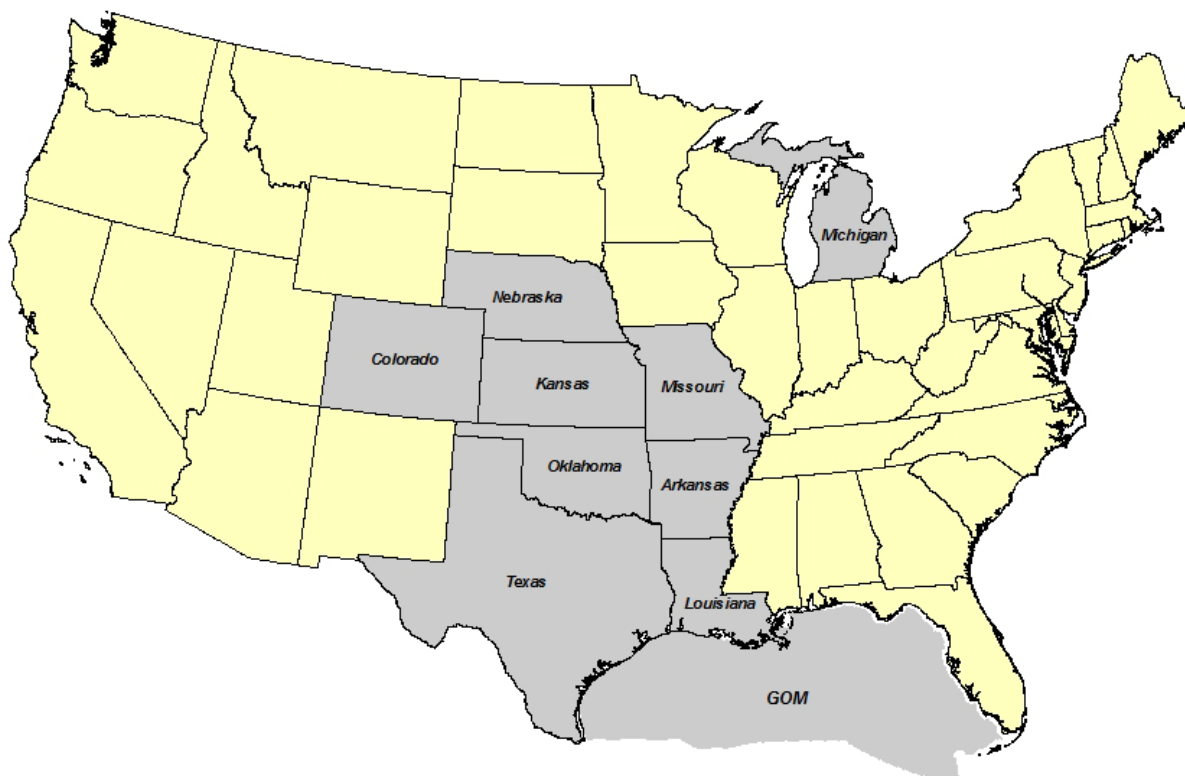 Michigan
Nebraska
Colorado
Kansas
Missouri
Oklahoma
Arkansas
Texas
Louisiana
GOM